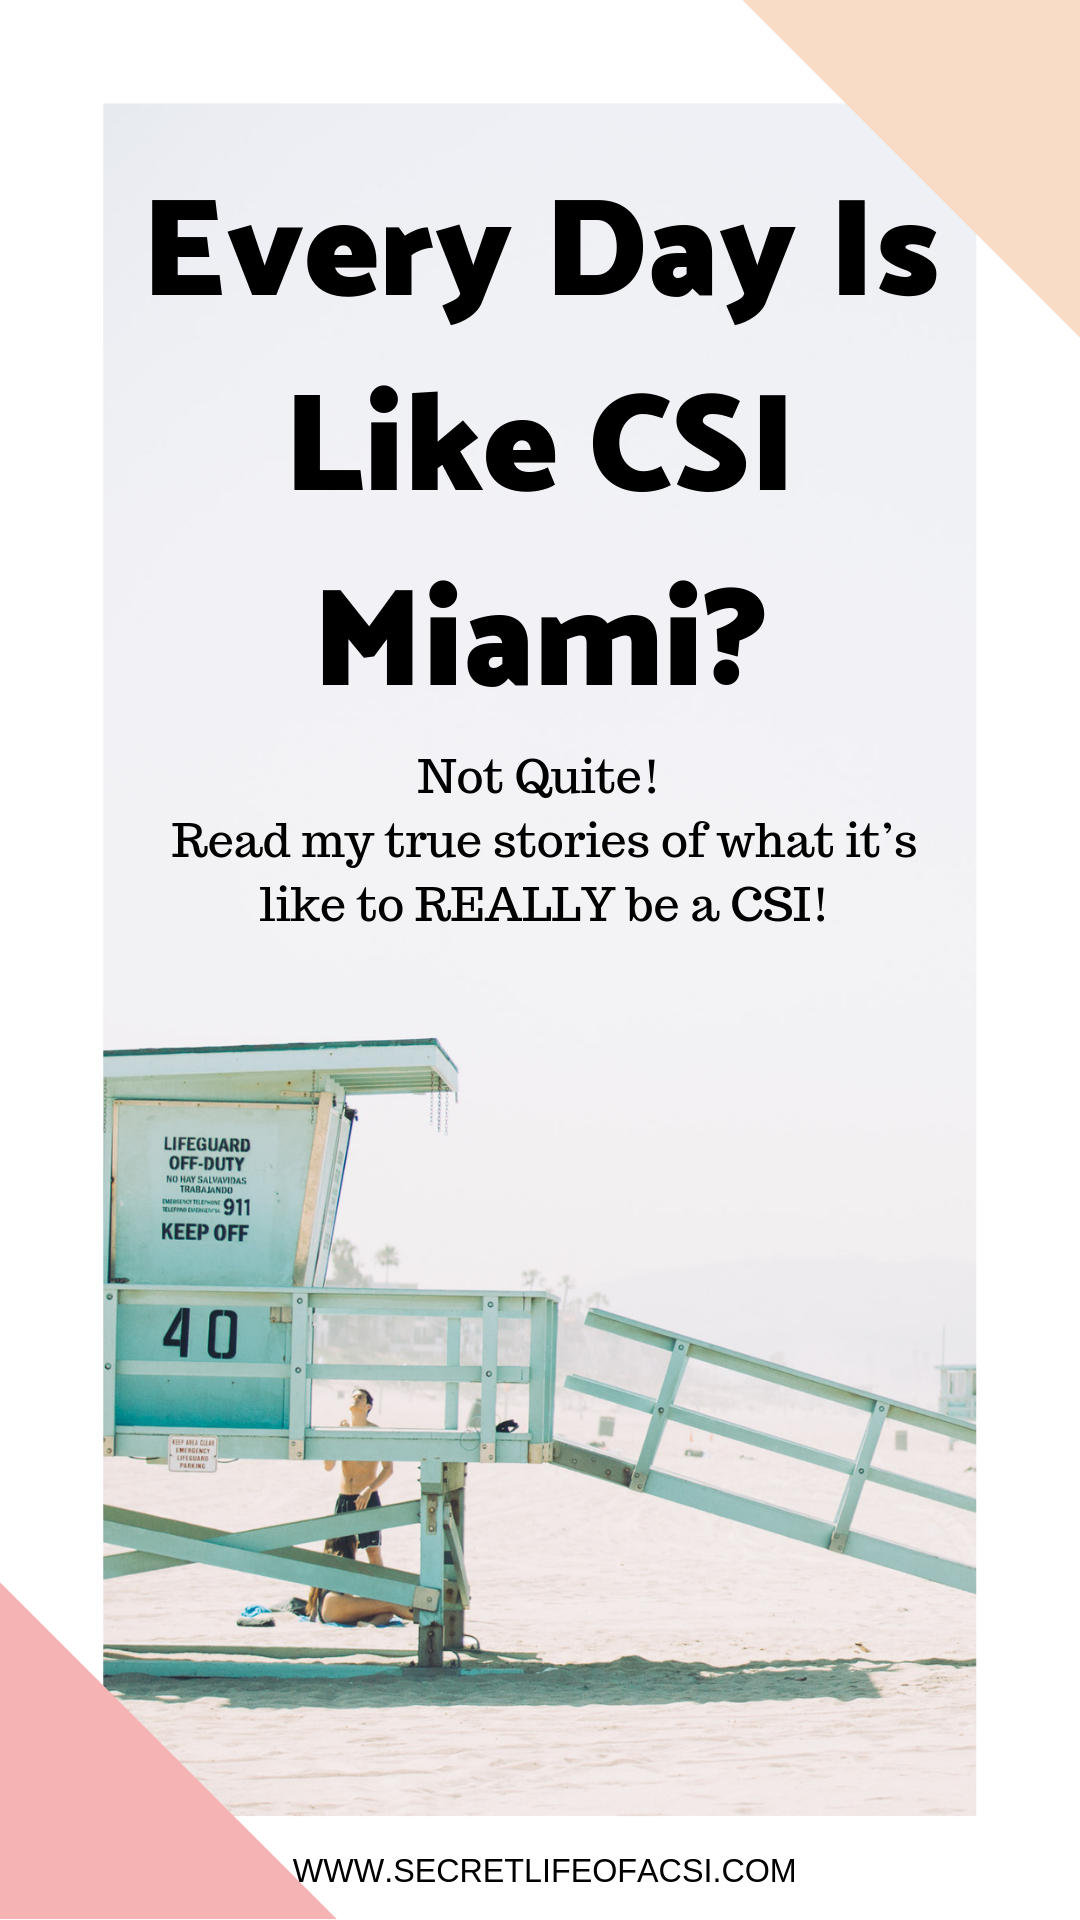 Every Day Is
Like CSI
Miami?
Not Quite!
Read my true stories of what it’s
like to REALLY be a CSI!
LIFEGUARD
OFF-DUTY
NO HAY SALVAVIDAS
TRABAJANDO
EMERGENCY TELEPHONE
TELEFONO EMERGENCIA 911
KEEP OFF
40
KEEP AREA CLEAR
EMERGENCY
LIFEGUARD
PARKING
WWW.SECRETLIFEOFACSI.COM